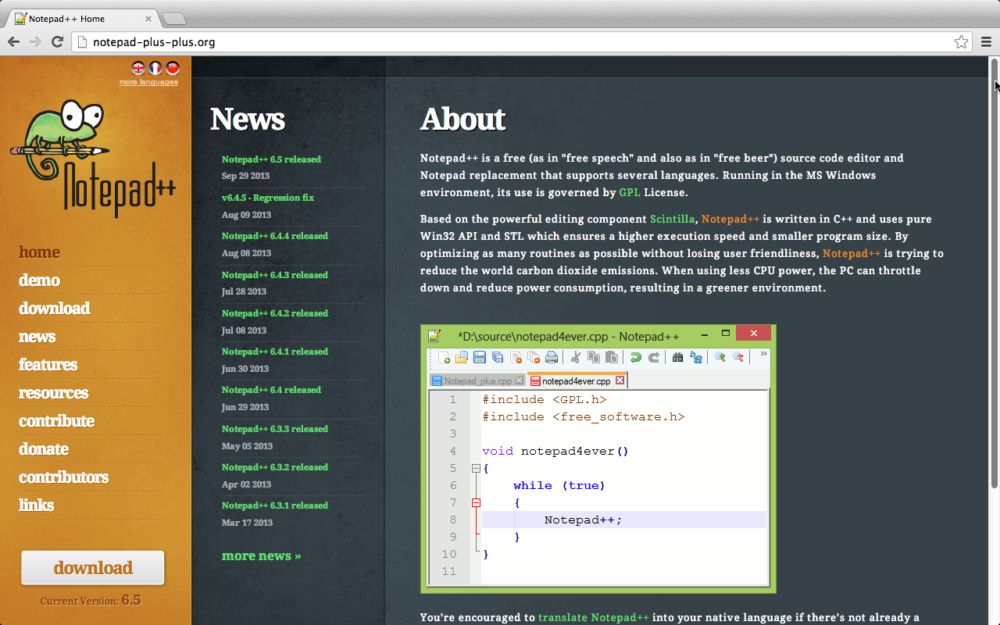 Notepad++ Home
notepad-plus-plus.org
more languages
Notepad++
home
demo
download
news
features
resources
contribute
donate
contributors
links
download
Current Version: 6.5
News
Notepad++ 6.5 released
Sep 29 2013
v6.4.5 - Regression fix
Aug 09 2013
Notepad++ 6.4.4 released
Aug 08 2013
Notepad++ 6.4.3 released
Jul 28 2013
Notepad++ 6.4.2 released
Jul 08 2013
Notepad++ 6.4.1 released
Jun 30 2013
Notepad++ 6.4 released
Jun 29 2013
Notepad++ 6.3.3 released
May 05 2013
Notepad++ 6.3.2 released
Apr 02 2013
Notepad++ 6.3.1 released
Mar 17 2013
more news »
About
Notepad++ is a free (as in "free speech" and also as in "free beer") source code editor and
Notepad replacement that supports several languages. Running in the MS Windows
environment, its use is governed by GPL License.
Based on the powerful editing component Scintilla, Notepad++ is written in C++ and uses pure
Win32 API and STL which ensures a higher execution speed and smaller program size. By
optimizing as many routines as possible without losing user friendliness, Notepad++ is trying to
reduce the world carbon dioxide emissions. When using less CPU power, the PC can throttle
down and reduce power consumption, resulting in a greener environment.
*D:\source\notepad4ever.cpp - Notepad++
Notepad_plus.cpp notepad4ever.cpp
1 #include <GPL.h>
2 #include <free_software.h>
3
4 void notepad4ever()
5 {
6 while (true)
7 {
8 Notepad++;
9 }
10 }
11
You're encouraged to translate Notepad++ into your native language if there's not already a